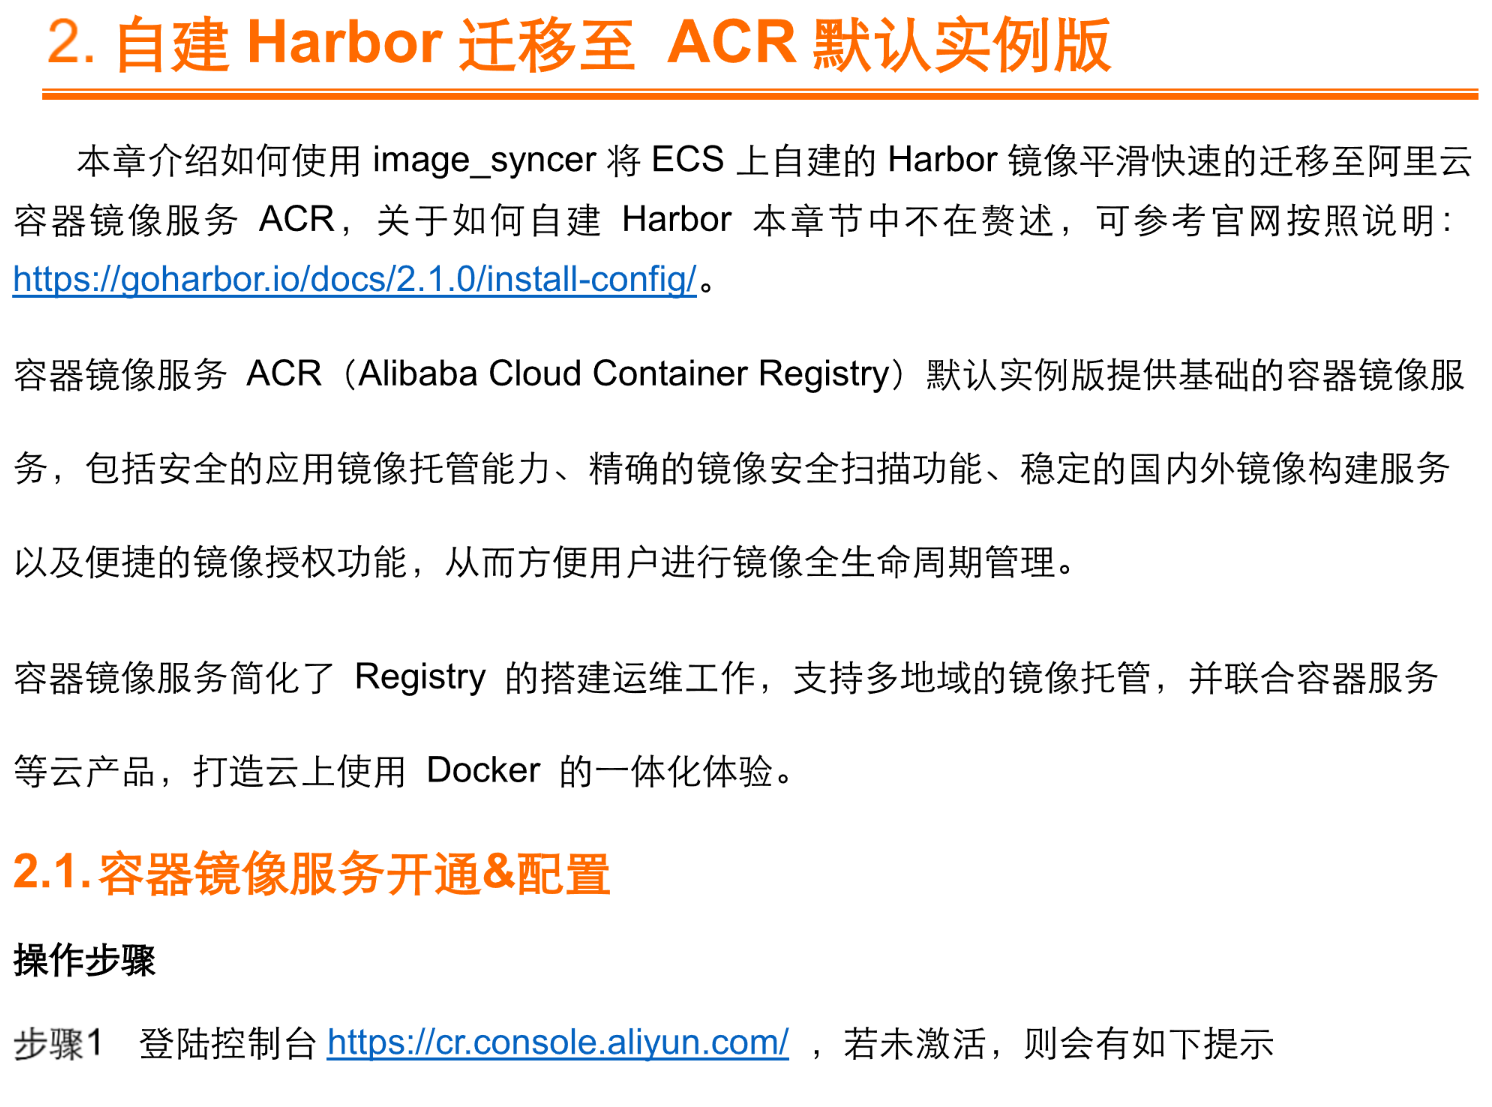 2. 自建 Harbor 迁移至 ACR 默认实例版
本章介绍如何使用 image_syncer 将 ECS 上自建的 Harbor 镜像平滑快速的迁移至阿里云
容器镜像服务 ACR，关于如何自建 Harbor 本章节中不在赘述，可参考官网按照说明：
https://goharbor.io/docs/2.1.0/install-config/。
容器镜像服务 ACR（Alibaba Cloud Container Registry）默认实例版提供基础的容器镜像服
务，包括安全的应用镜像托管能力、精确的镜像安全扫描功能、稳定的国内外镜像构建服务
以及便捷的镜像授权功能，从而方便用户进行镜像全生命周期管理。
容器镜像服务简化了 Registry 的搭建运维工作，支持多地域的镜像托管，并联合容器服务
等云产品，打造云上使用 Docker 的一体化体验。
2.1. 容器镜像服务开通&配置
操作步骤
步骤1 登陆控制台 https://cr.console.aliyun.com/ ，若未激活，则会有如下提示